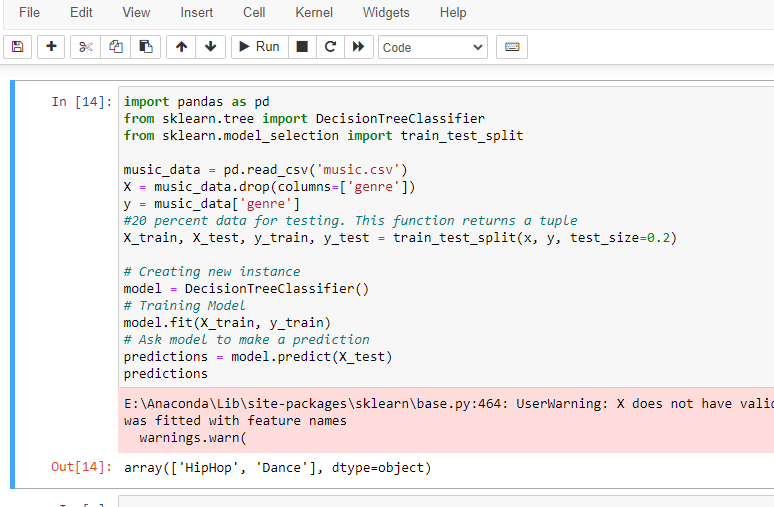 File Edit View Insert Cell Kernel Widgets Help
Run Code
In [14]: import pandas as pd
from sklearn.tree import DecisionTreeClassifier
from sklearn.model_selection import train_test_split
music_data = pd.read_csv('music.csv')
X = music_data.drop(columns=['genre'])
y = music_data['genre']
#20 percent data for testing. This function returns a tuple
X_train, X_test, y_train, y_test = train_test_split(x, y, test_size=0.2)
# Creating new instance
model = DecisionTreeClassifier()
# Training Model
model.fit(X_train, y_train)
# Ask model to make a prediction
predictions = model.predict(X_test)
predictions
E:\Anaconda\Lib\site-packages\sklearn\base.py:464: UserWarning: X does not have
was fitted with feature names
warnings.warn(
Out[14]: array(['HipHop', 'Dance'], dtype=object)